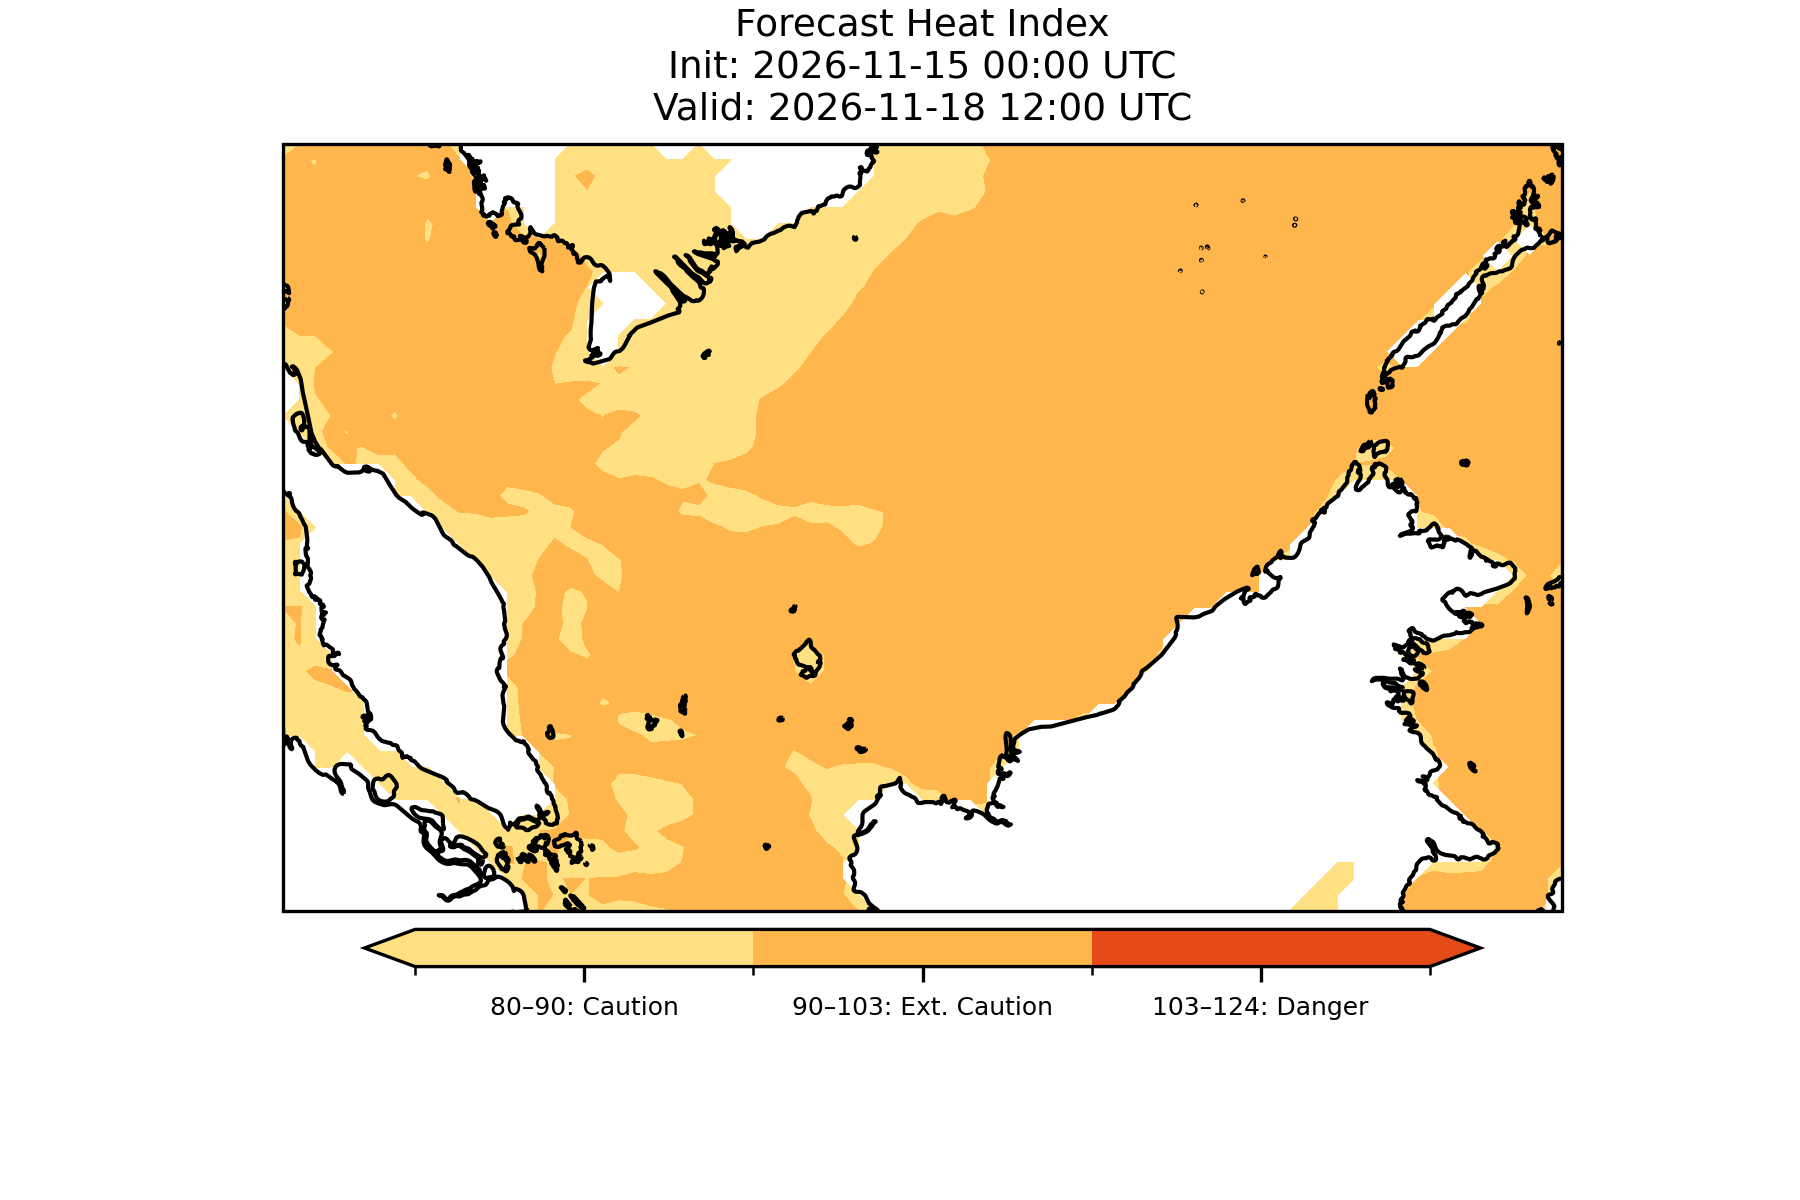 Forecast Heat Index
Init: 2026-11-15 00:00 UTC
Valid: 2026-11-18 12:00 UTC
80–90: Caution
90–103: Ext. Caution
103–124: Danger